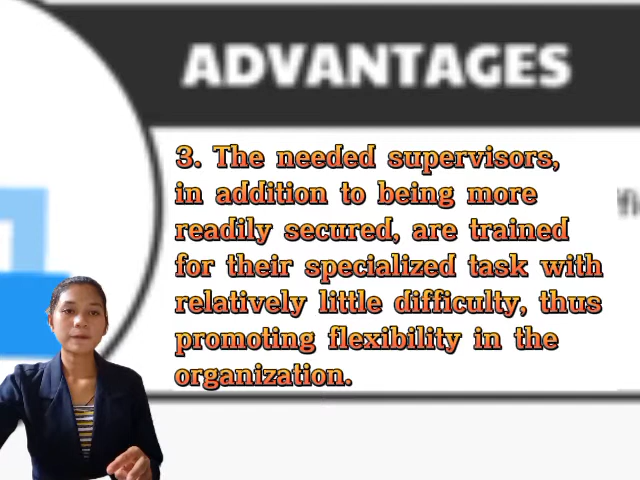 ADVANTAGES
3. The needed supervisors,
in addition to being more
readily secured, are trained
for their specialized task with
relatively little difficulty, thus
promoting flexibility in the
organization.